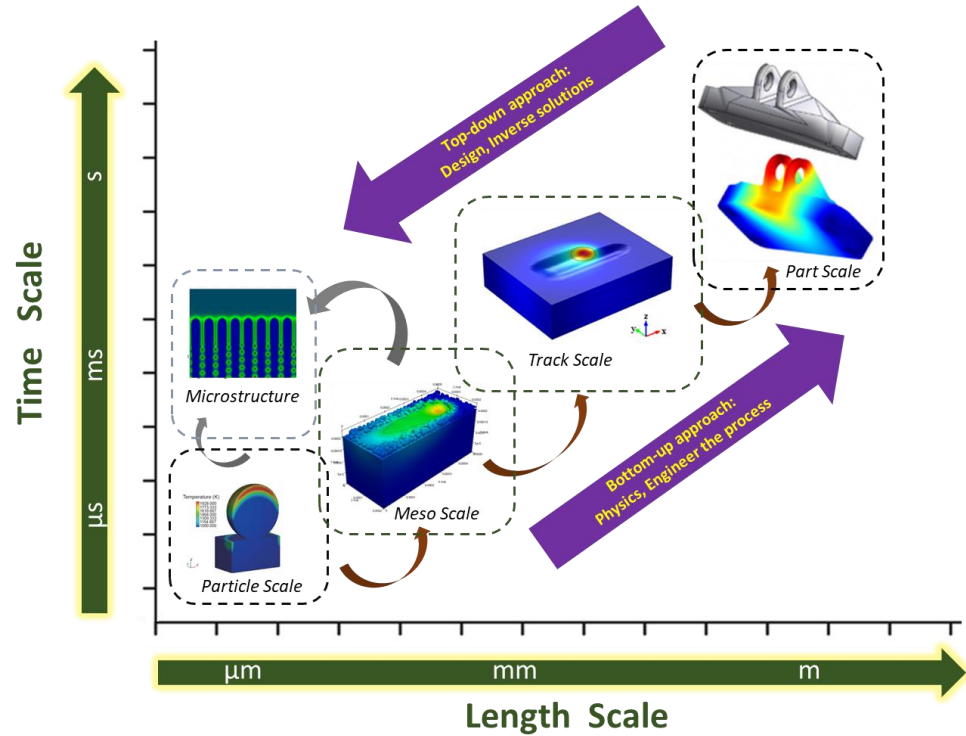 Top-down approach:
Design, Inverse solutions
Part Scale
z
y
x
Track Scale
Microstructure
Meso Scale
Temperature (K)
Particle Scale
Bottom-up approach:
Physics, Engineer the process
Time Scale
s
ms
µs
µm
mm
m
Length Scale